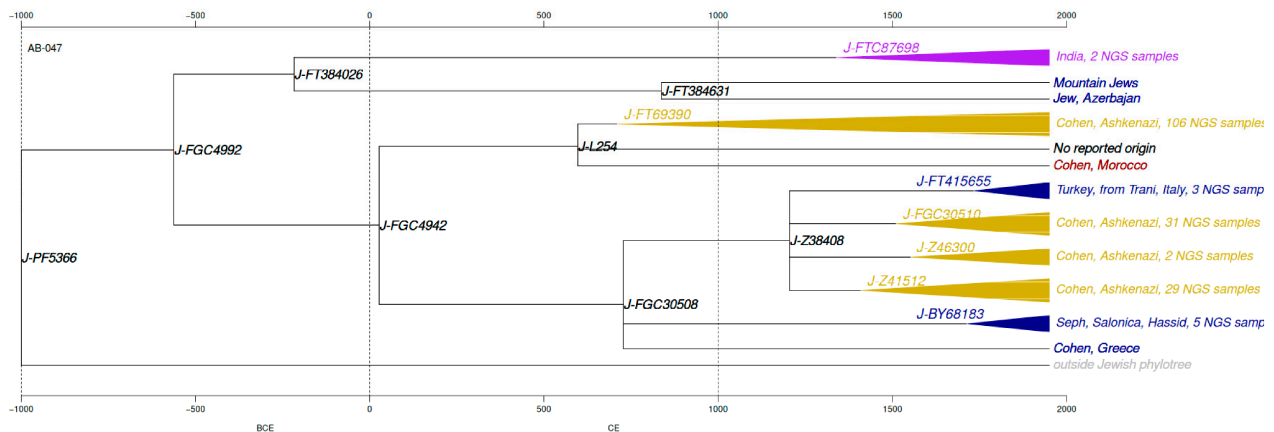 −1000 −500 0 500 1000 1500 2000
AB-047
J-FTC87698
India, 2 NGS samples
J-FT384026
Mountain Jews
J-FT384631
Jew, Azerbajan
J-FT69390
Cohen, Ashkenazi, 106 NGS samples
J-FGC4992
J-L254
No reported origin
Cohen, Morocco
J-FT415655
Turkey, from Trani, Italy, 3 NGS samp
J-FGC30510
Cohen, Ashkenazi, 31 NGS samples
J-FGC4942
J-Z38408
J-Z46300
Cohen, Ashkenazi, 2 NGS samples
J-PF5366
J-Z41512
Cohen, Ashkenazi, 29 NGS samples
J-FGC30508
J-BY68183
Seph, Salonica, Hassid, 5 NGS samp
Cohen, Greece
outside Jewish phylotree
−1000 −500 0 500 1000 1500 2000
BCE CE